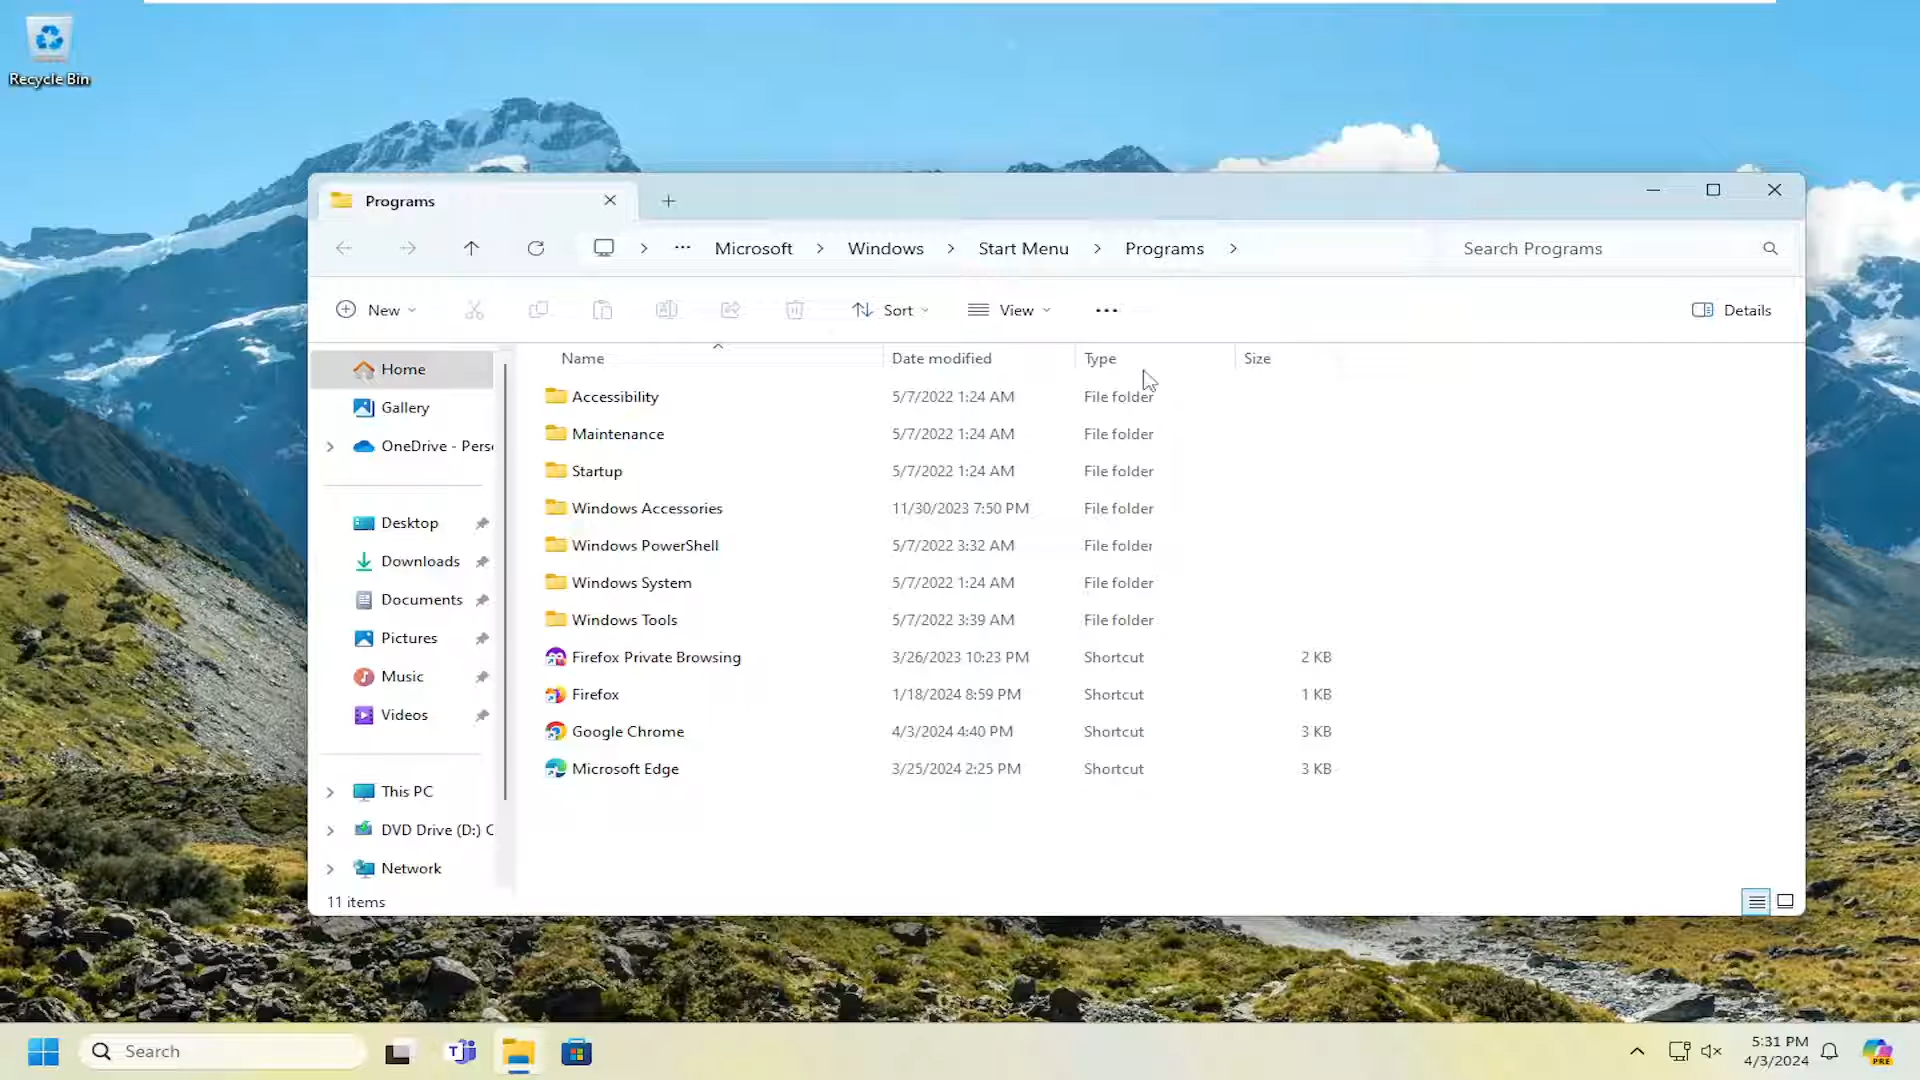 Recycle Bin
Programs
Microsoft > Windows > Start Menu > Programs >
Search Programs
New
Sort
View
Details
Name Date modified Type Size
Home
Gallery
OneDrive - Pers
Desktop
Downloads
Documents
Pictures
Music
Videos
This PC
DVD Drive (D:) C
Network
Accessibility 5/7/2022 1:24 AM File folder
Maintenance 5/7/2022 1:24 AM File folder
Startup 5/7/2022 1:24 AM File folder
Windows Accessories 11/30/2023 7:50 PM File folder
Windows PowerShell 5/7/2022 3:32 AM File folder
Windows System 5/7/2022 1:24 AM File folder
Windows Tools 5/7/2022 3:39 AM File folder
Firefox Private Browsing 3/26/2023 10:23 PM Shortcut 2 KB
Firefox 1/18/2024 8:59 PM Shortcut 1 KB
Google Chrome 4/3/2024 4:40 PM Shortcut 3 KB
Microsoft Edge 3/25/2024 2:25 PM Shortcut 3 KB
11 items
Search
5:31 PM
4/3/2024
PRE